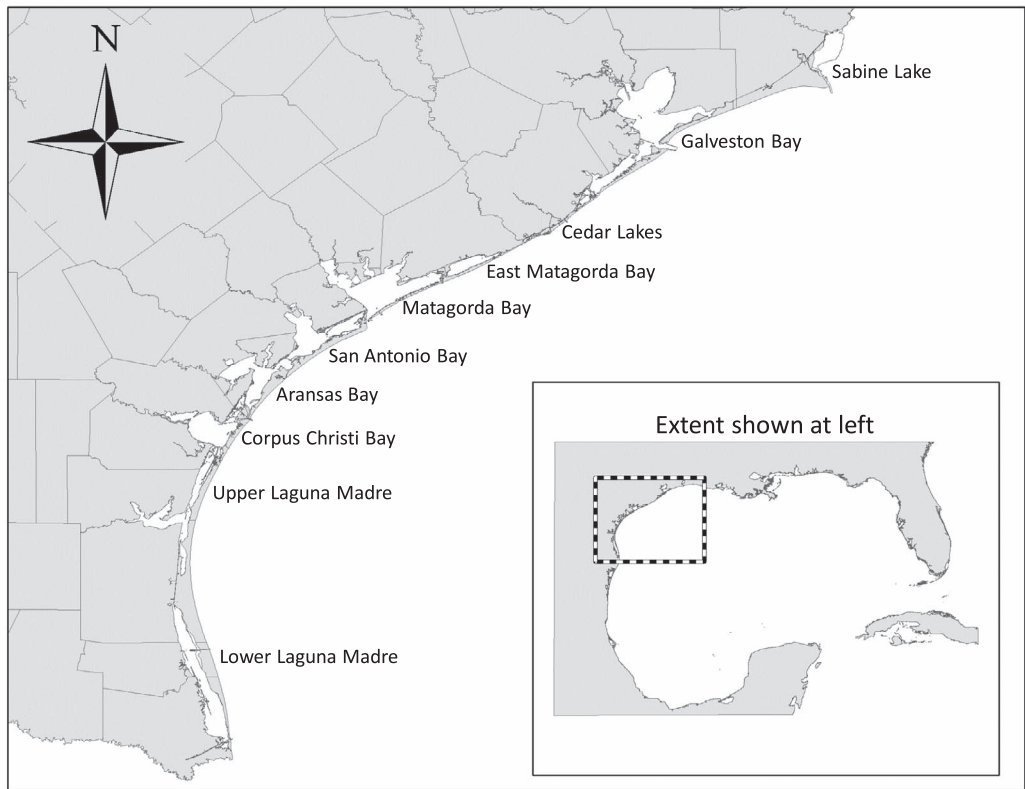 N
Sabine Lake
Galveston Bay
Cedar Lakes
East Matagorda Bay
Matagorda Bay
San Antonio Bay
Aransas Bay
Corpus Christi Bay
Upper Laguna Madre
Lower Laguna Madre
Extent shown at left